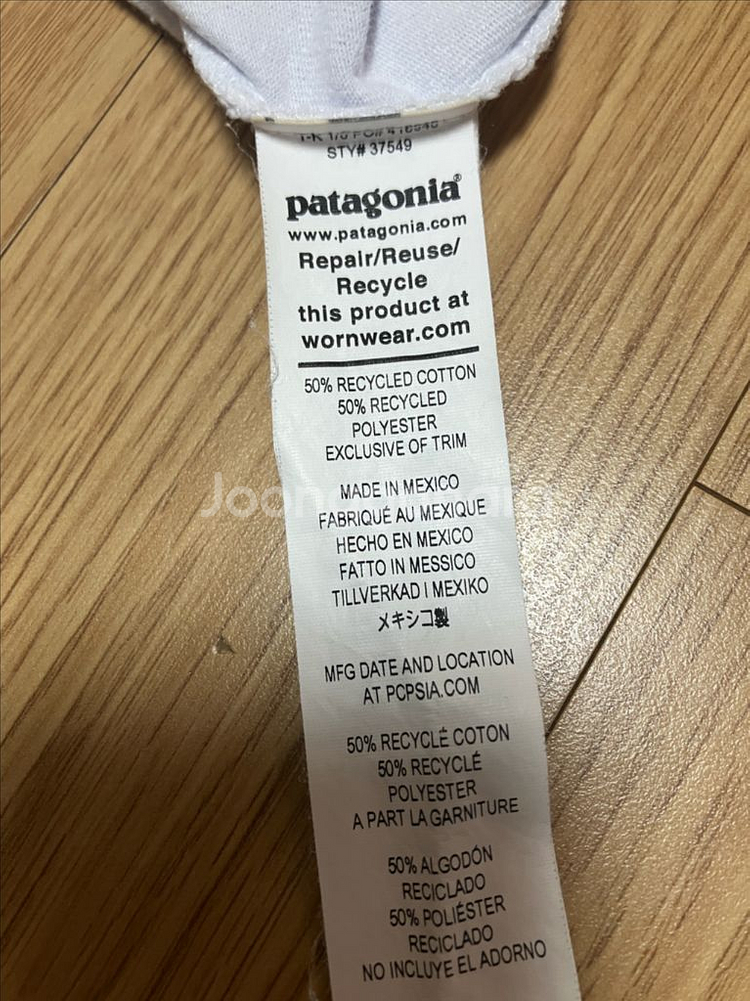 STY# 37549
patagonia®
www.patagonia.com
Repair/Reuse/
Recycle
this product at
wornwear.com
50% RECYCLED COTTON
50% RECYCLED
POLYESTER
EXCLUSIVE OF TRIM
MADE IN MEXICO
FABRIQUÉ AU MEXIQUE
HECHO EN MEXICO
FATTO IN MESSICO
TILLVERKAD I MEXIKO
メキシコ製
MFG DATE AND LOCATION
AT PCPSIA.COM
50% RECYCLÉ COTON
50% RECYCLÉ
POLYESTER
A PART LA GARNITURE
50% ALGODÓN
RECICLADO
50% POLIÉSTER
RECICLADO
NO INCLUYE EL ADORNO